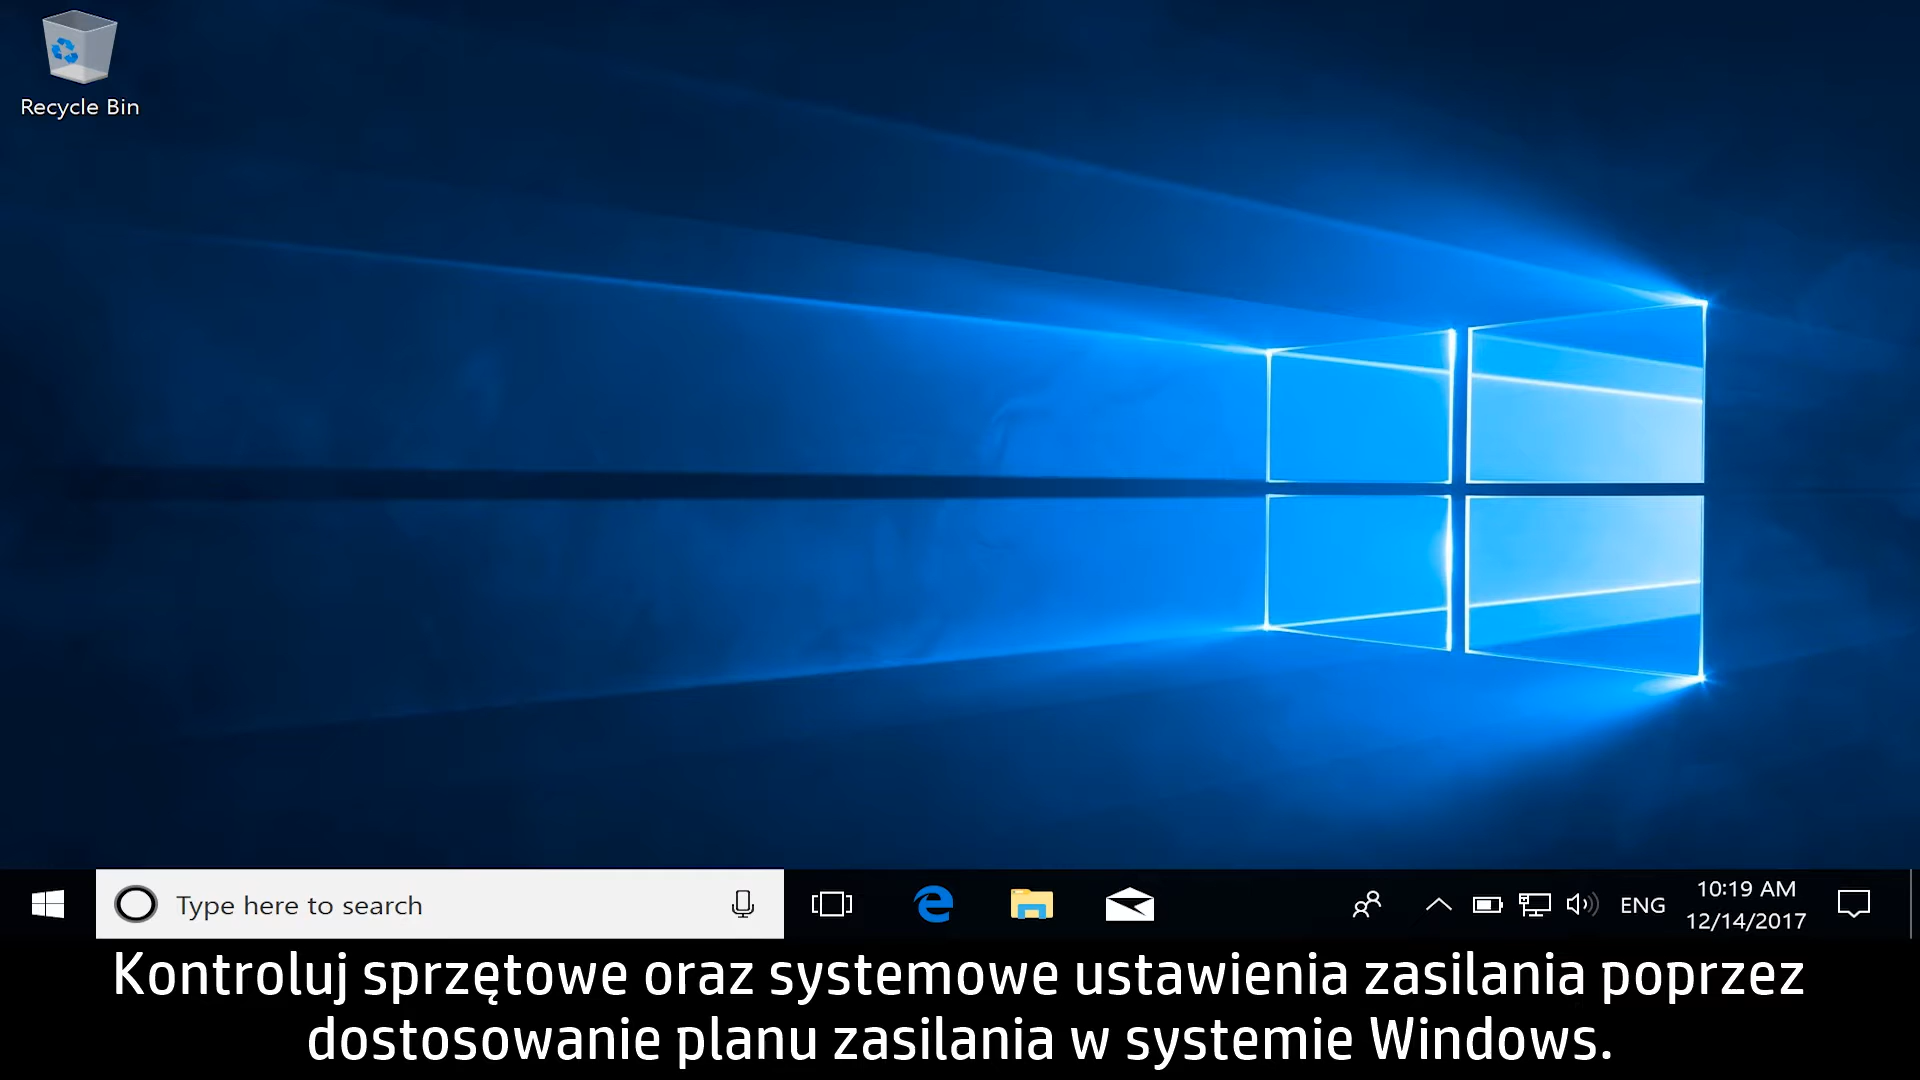 Recycle Bin
Type here to search
ENG
10:19 AM
12/14/2017
Kontroluj sprzętowe oraz systemowe ustawienia zasilania poprzez
dostosowanie planu zasilania w systemie Windows.